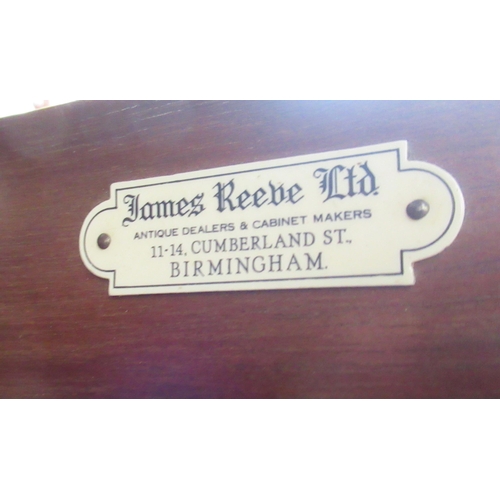 James Reeve Ltd.
ANTIQUE DEALERS & CABINET MAKERS
11-14, CUMBERLAND ST.,
BIRMINGHAM.